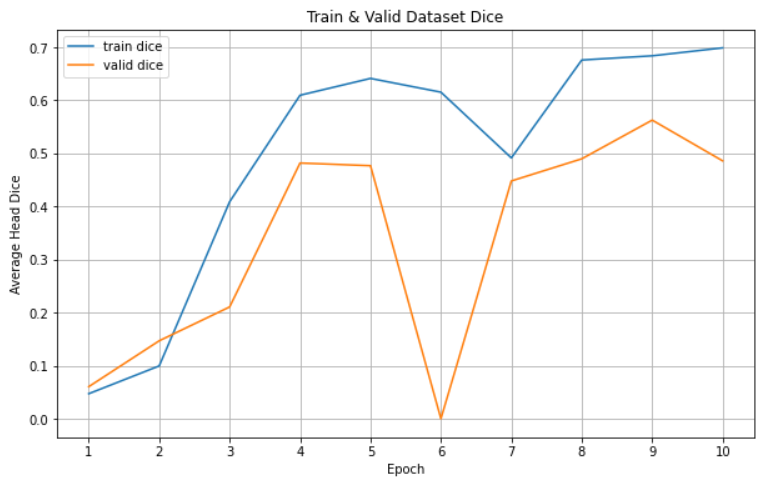 Train & Valid Dataset Dice
train dice
valid dice
Average Head Dice
0.7
0.6
0.5
0.4
0.3
0.2
0.1
0.0
1 2 3 4 5 6 7 8 9 10
Epoch